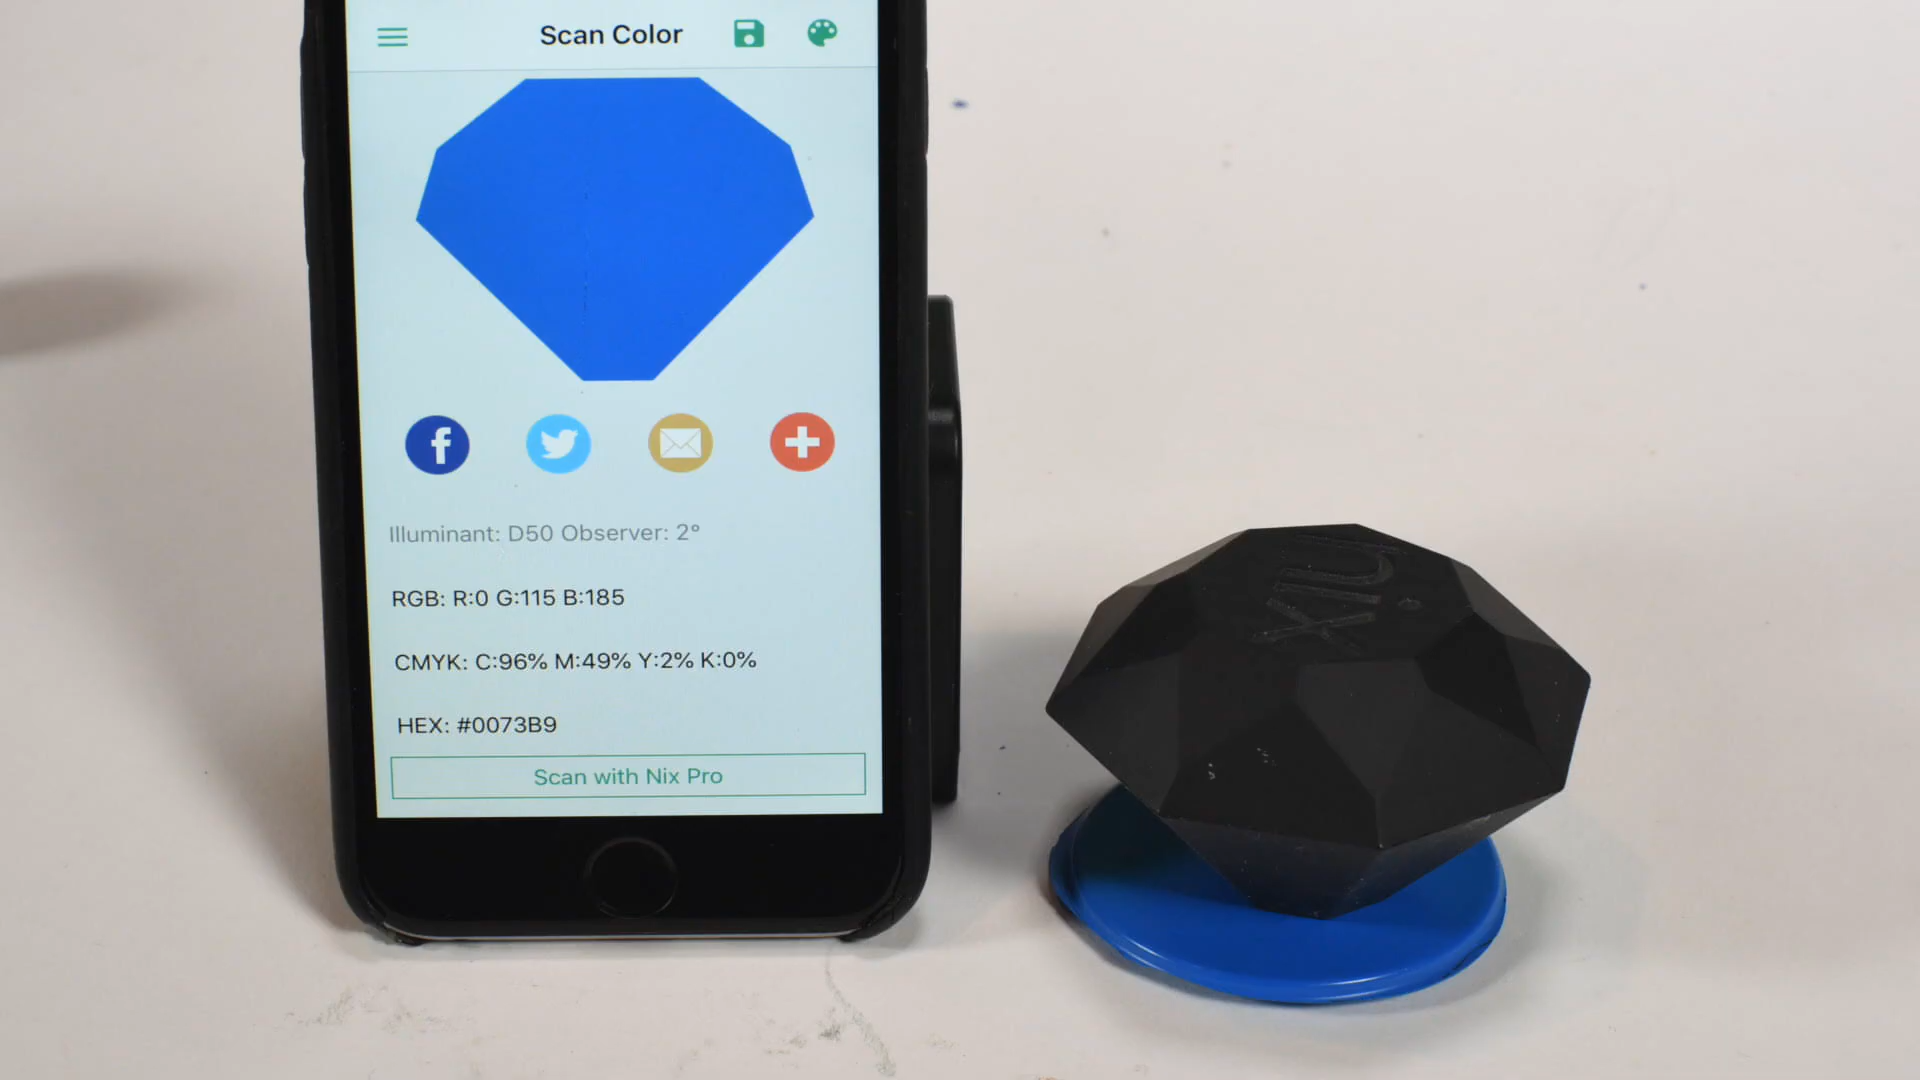 Scan Color
f
Illuminant: D50 Observer: 2°
RGB: R:0 G:115 B:185
CMYK: C:96% M:49% Y:2% K:0%
HEX: #0073B9
Scan with Nix Pro
nix